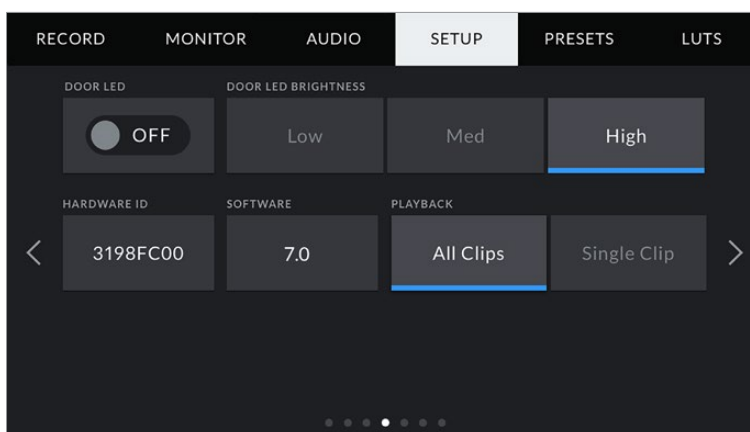 RECORD MONITOR AUDIO SETUP PRESETS LUTS
DOOR LED DOOR LED BRIGHTNESS
OFF Low Med High
HARDWARE ID SOFTWARE PLAYBACK
3198FC00 7.0 All Clips Single Clip